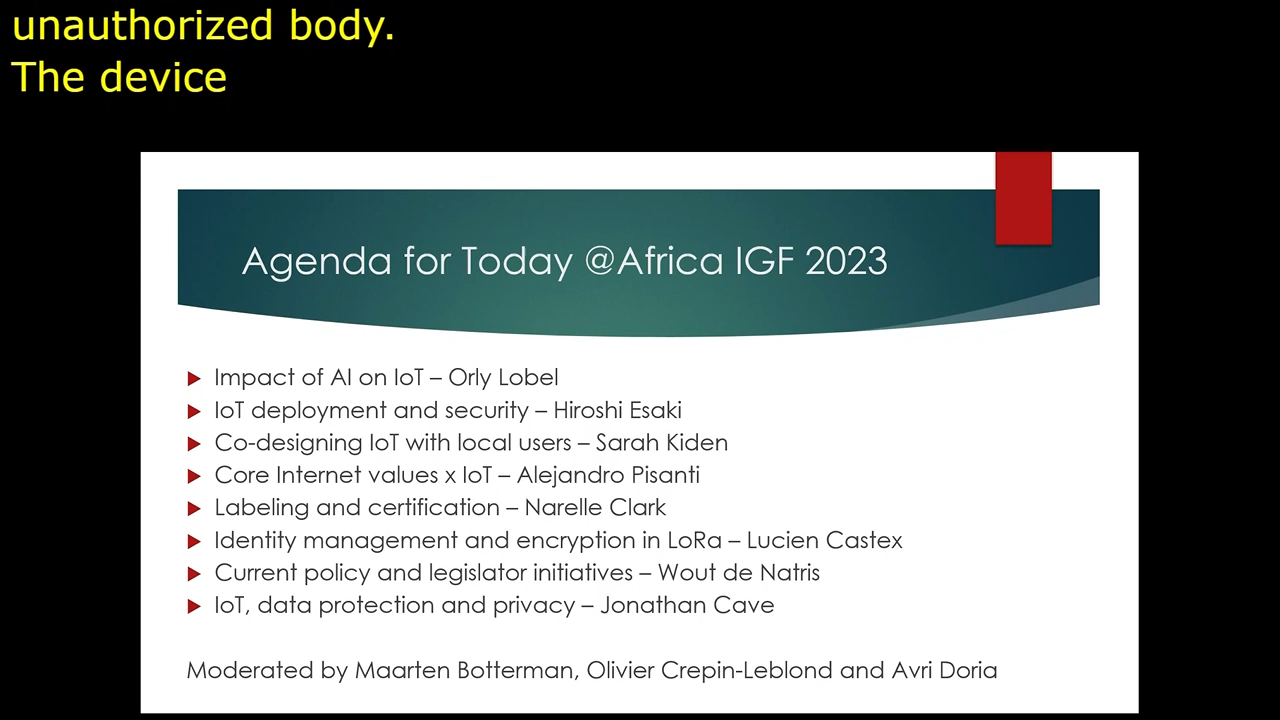 unauthorized body.
The device
Agenda for Today @Africa IGF 2023
Impact of AI on IoT – Orly Lobel
IoT deployment and security – Hiroshi Esaki
Co-designing IoT with local users – Sarah Kiden
Core Internet values x IoT – Alejandro Pisanti
Labeling and certification – Narelle Clark
Identity management and encryption in LoRa – Lucien Castex
Current policy and legislator initiatives – Wout de Natris
IoT, data protection and privacy – Jonathan Cave
Moderated by Maarten Botterman, Olivier Crepin-Leblond and Avri Doria